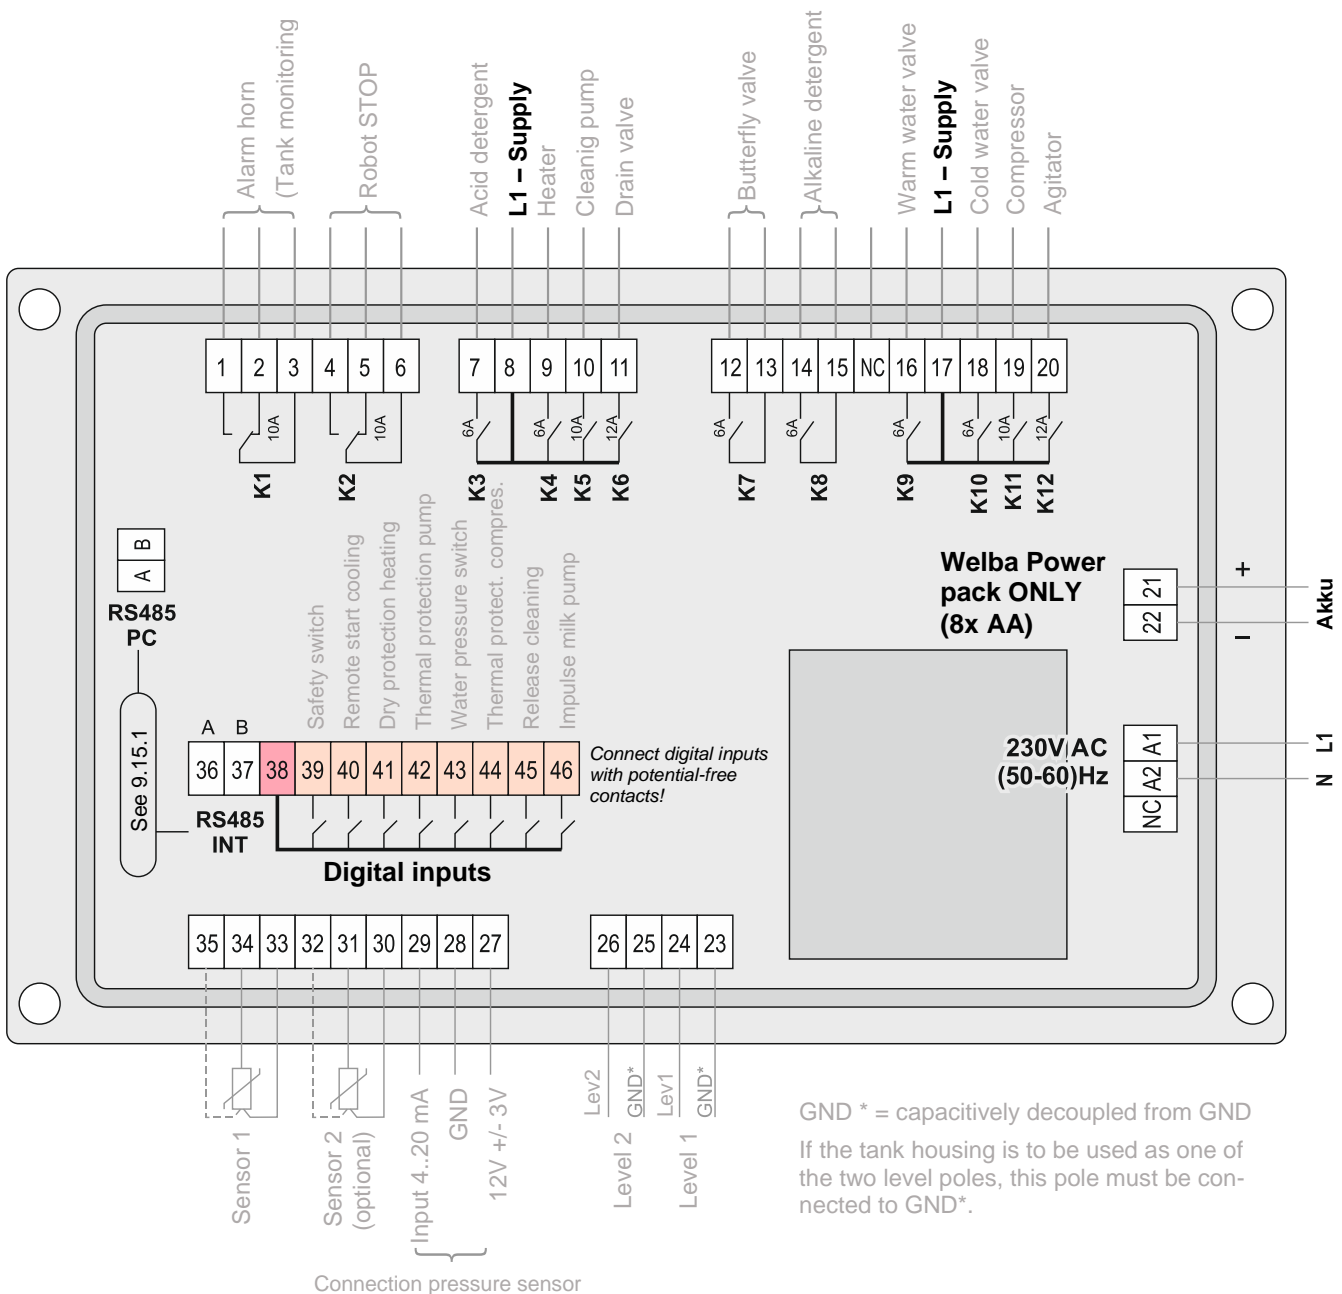 Alarm horn
(Tank monitoring
Robot STOP
Acid detergent
L1 – Supply
Heater
Cleanig pump
Drain valve
Butterfly valve
Alkaline detergent
Warm water valve
L1 – Supply
Cold water valve
Compressor
Agitator
1 2 3 4 5 6
7 8 9 10 11
12 13 14 15 NC 16 17 18 19 20
10A 10A
6A 6A 10A 12A
6A 6A 6A 6A 10A 12A
K1 K2
K3 K4 K5 K6
K7 K8 K9 K10 K11 K12
B
A
RS485
PC
See 9.15.1
Safety switch
Remote start cooling
Dry protection heating
Thermal protection pump
Water pressure switch
Thermal protect. compres.
Release cleaning
Impulse milk pump
Welba Power
pack ONLY
(8x AA)
21
22
+
–
Akku
A B
36 37 38 39 40 41 42 43 44 45 46
Connect digital inputs
with potential-free
contacts!
RS485
INT
Digital inputs
230V AC
(50-60)Hz
A1
A2
NC
L1
N
35 34 33 32 31 30 29 28 27
26 25 24 23
Sensor 1
Sensor 2
(optional)
Input 4..20 mA
GND
12V +/- 3V
Connection pressure sensor
Lev2
GND*
Lev1
GND*
Level 2
Level 1
GND * = capacitively decoupled from GND
If the tank housing is to be used as one of
the two level poles, this pole must be con-
nected to GND*.